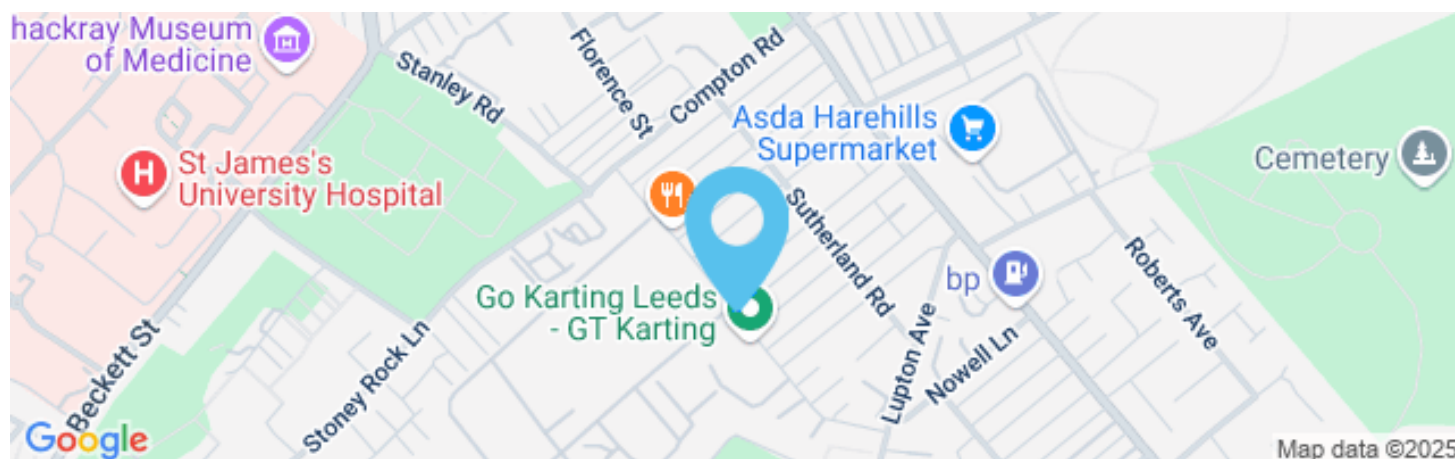 hackray Museum
of Medicine
Stanley Rd
Florence St
Compton Rd
Asda Harehills
Supermarket
H
St James's
University Hospital
Cemetery
Sutherland Rd
Roberts Ave
bp
Go Karting Leeds
- GT Karting
Lupton Ave
Nowell Ln
Beckett St
Stoney Rock Ln
Google
Map data ©2025